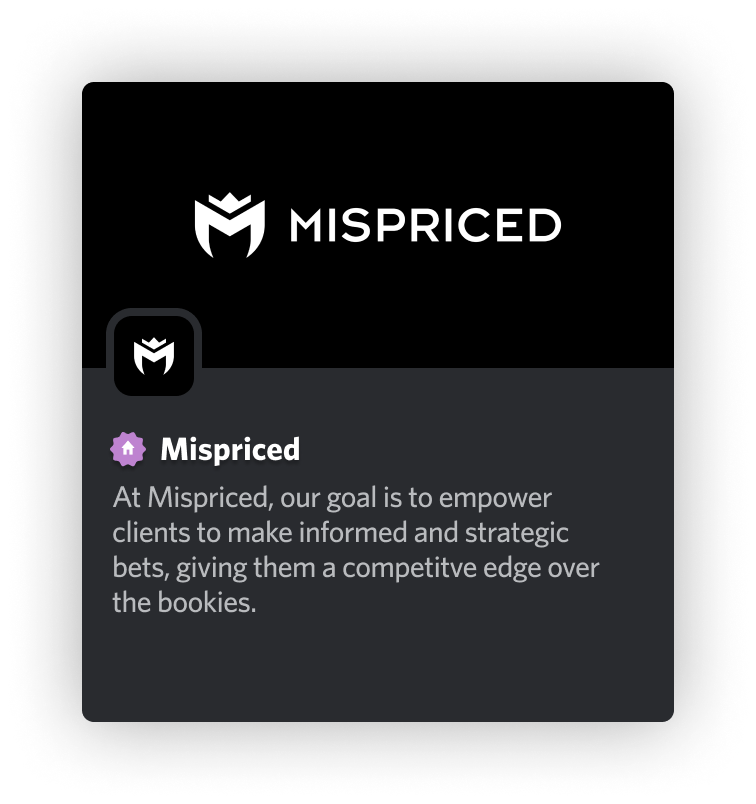 MISPRICED
Mispriced
At Mispriced, our goal is to empower
clients to make informed and strategic
bets, giving them a competitve edge over
the bookies.